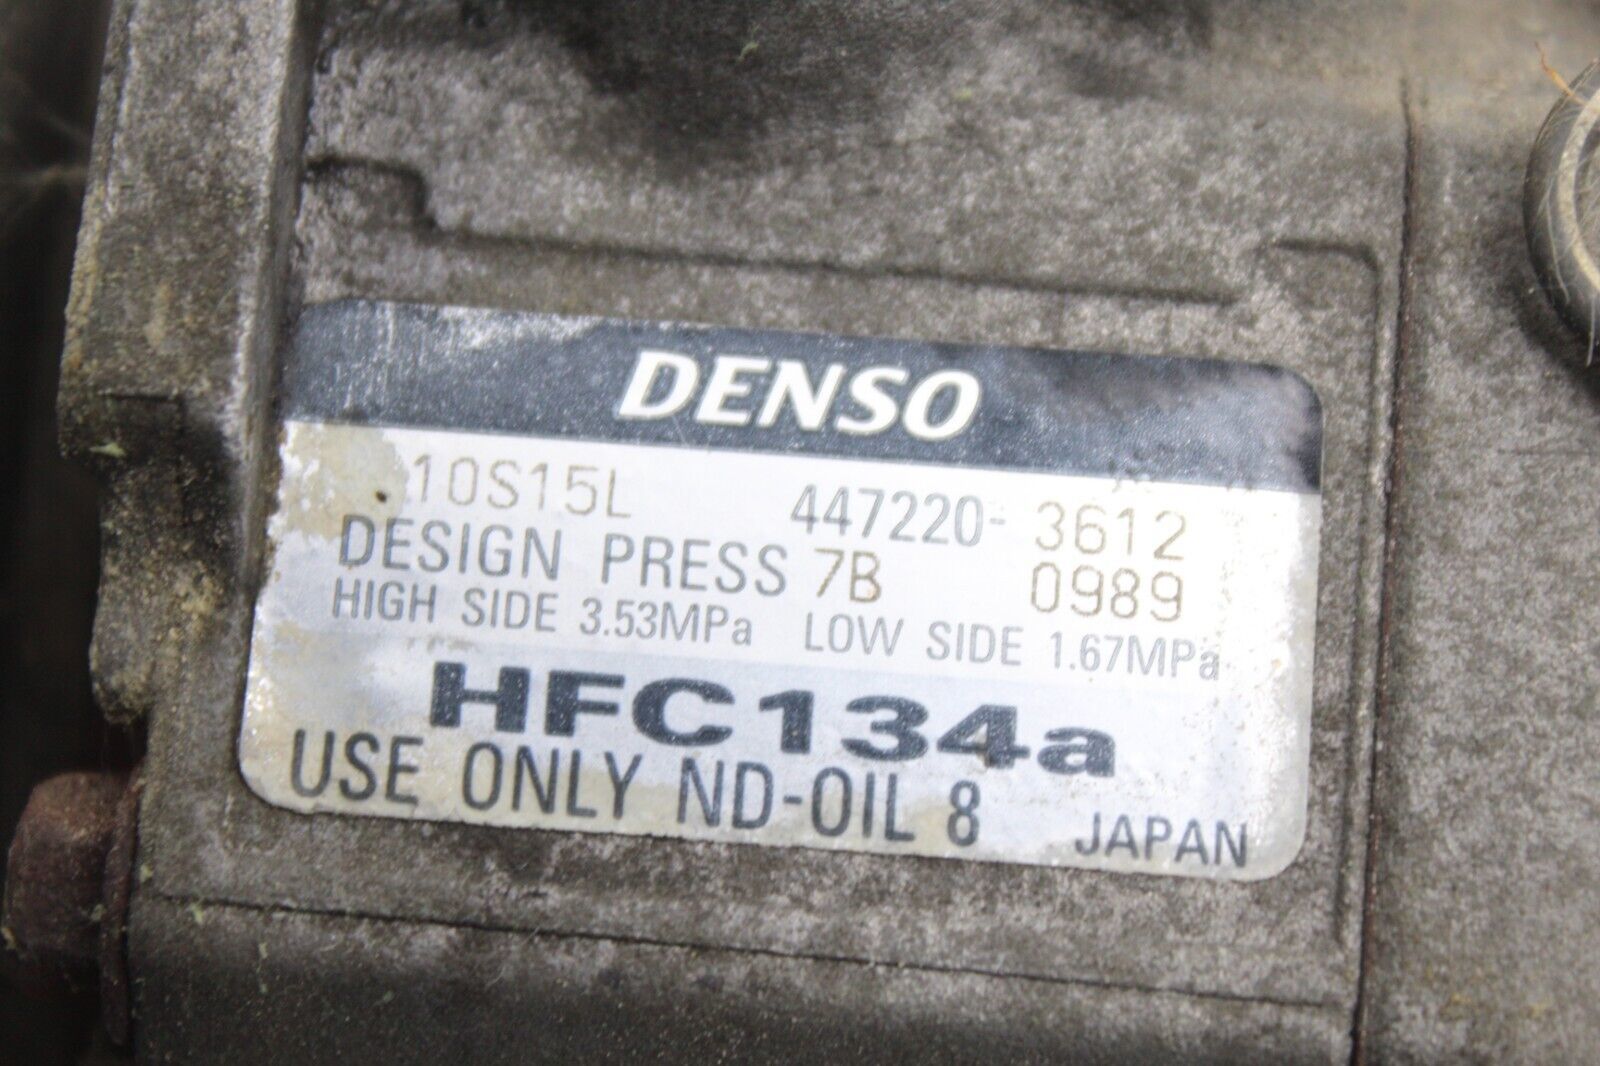 DENSO
10S15L 447220-3612
DESIGN PRESS 7B 0989
HIGH SIDE 3.53MPa LOW SIDE 1.67MPa
HFC134a
USE ONLY ND-OIL 8 JAPAN